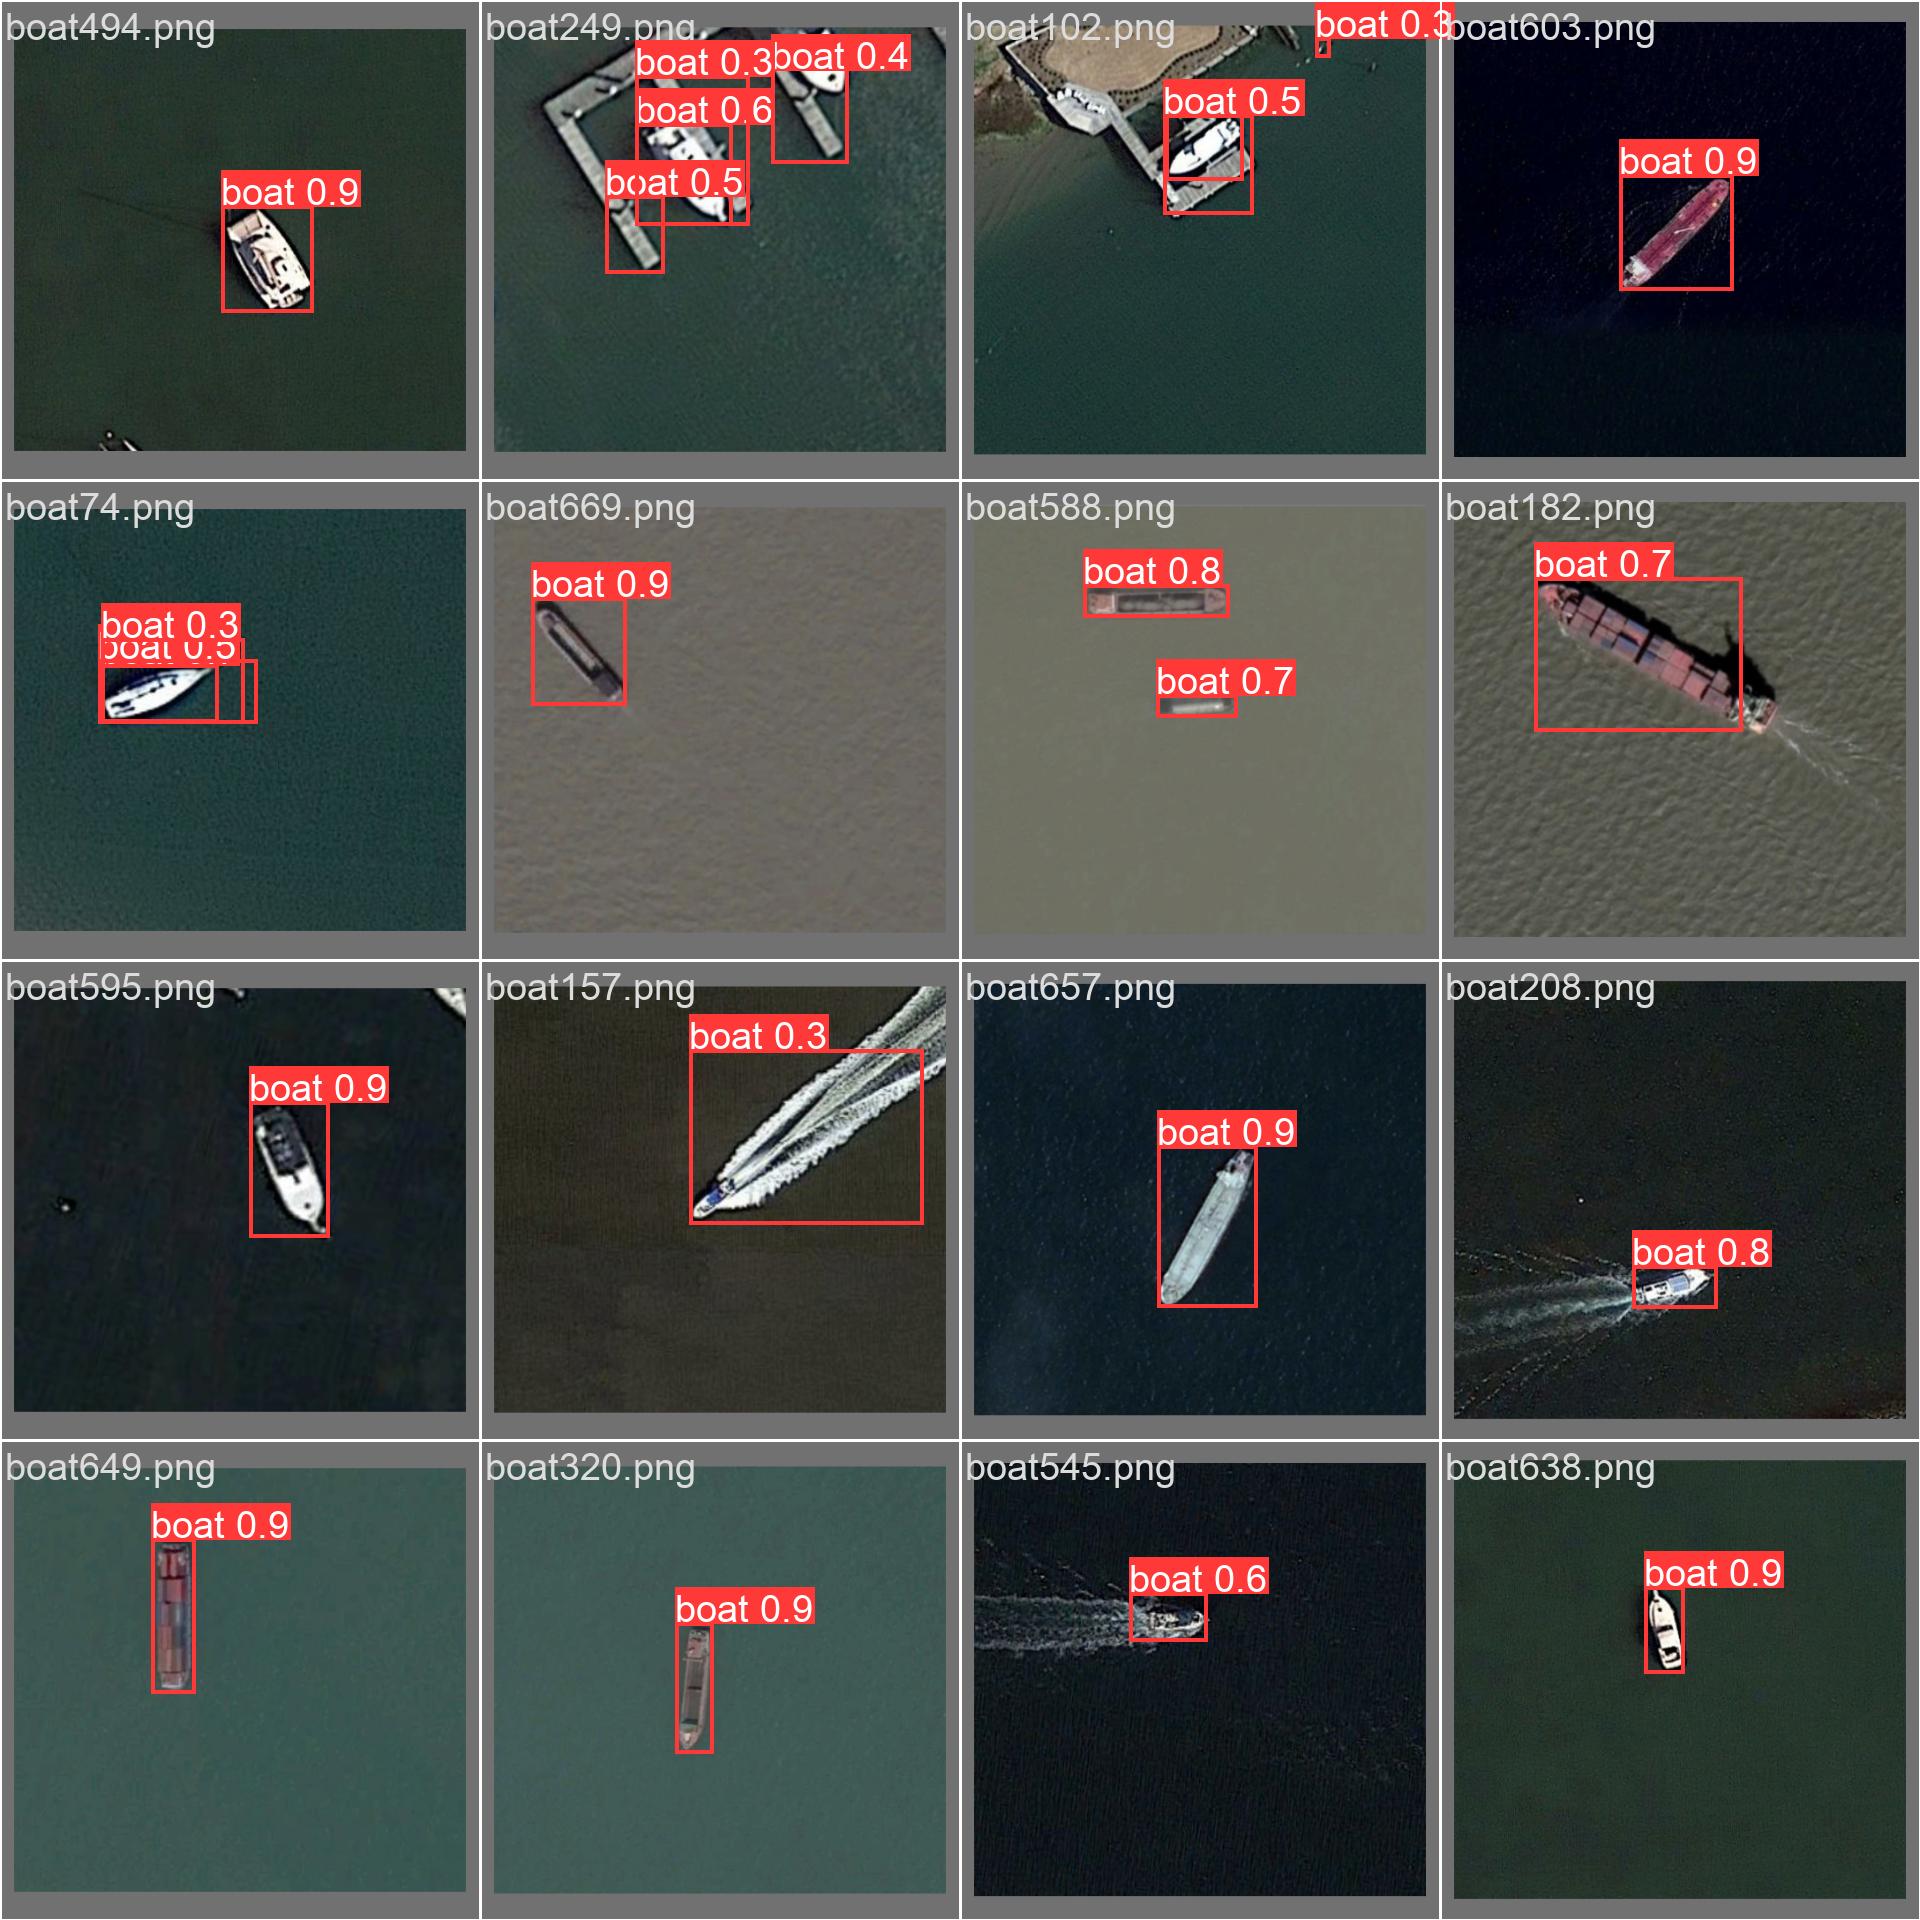 boat494.png
boat 0.9
boat249.png
boat 0.3
boat 0.4
boat 0.6
boat 0.5
boat102.png
boat 0.3
boat 0.5
boat603.png
boat 0.9
boat74.png
boat 0.3
boat 0.5
boat669.png
boat 0.9
boat588.png
boat 0.8
boat 0.7
boat182.png
boat 0.7
boat595.png
boat 0.9
boat157.png
boat 0.3
boat657.png
boat 0.9
boat208.png
boat 0.8
boat649.png
boat 0.9
boat320.png
boat 0.9
boat545.png
boat 0.6
boat638.png
boat 0.9